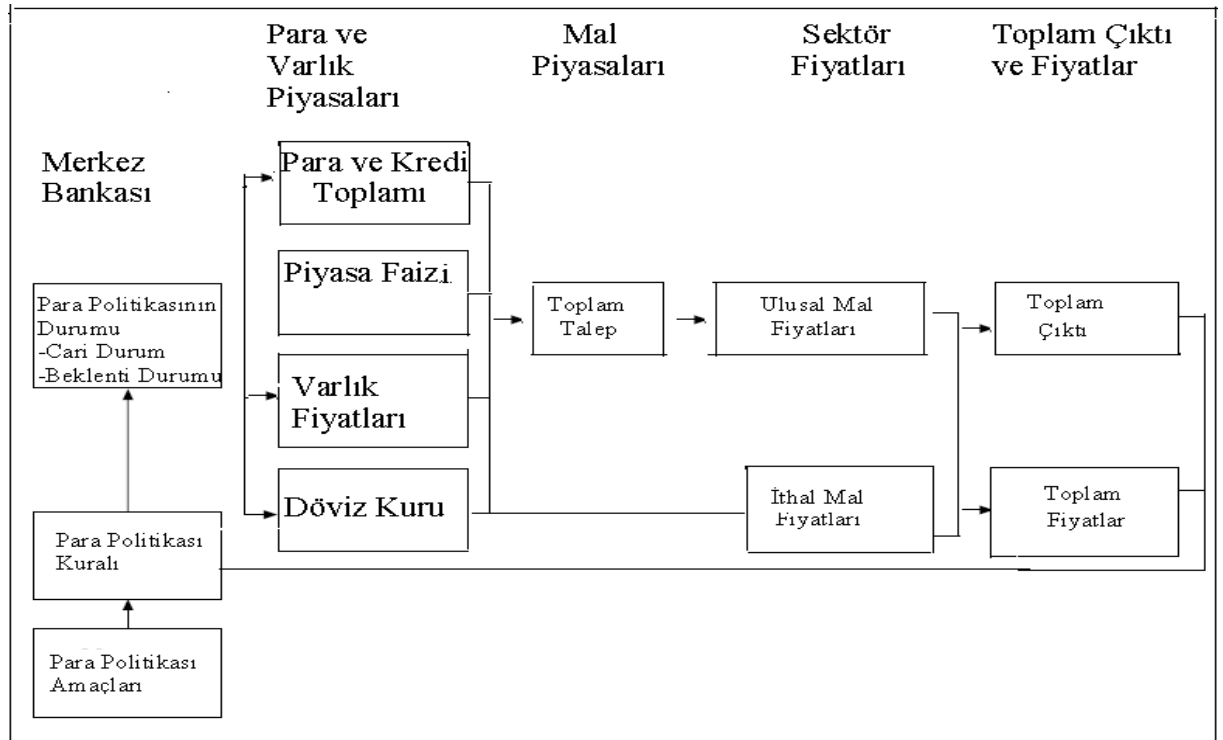 Para ve
Varlık
Piyasaları
Mal
Piyasaları
Sektör
Fiyatları
Toplam Çıktı
ve Fiyatlar
Merkez
Bankası
Para ve Kredi
Toplamı
Piyasa Faizi
Para Politikasının
Durumu
-Cari Durum
-Beklenti Durumu
Toplam
Talep
Ulusal Mal
Fiyatları
Toplam
Çıktı
Varlık
Fiyatları
Döviz Kuru
İthal Mal
Fiyatları
Toplam
Fiyatlar
Para Politikası
Kuralı
Para Politikası
Amaçları